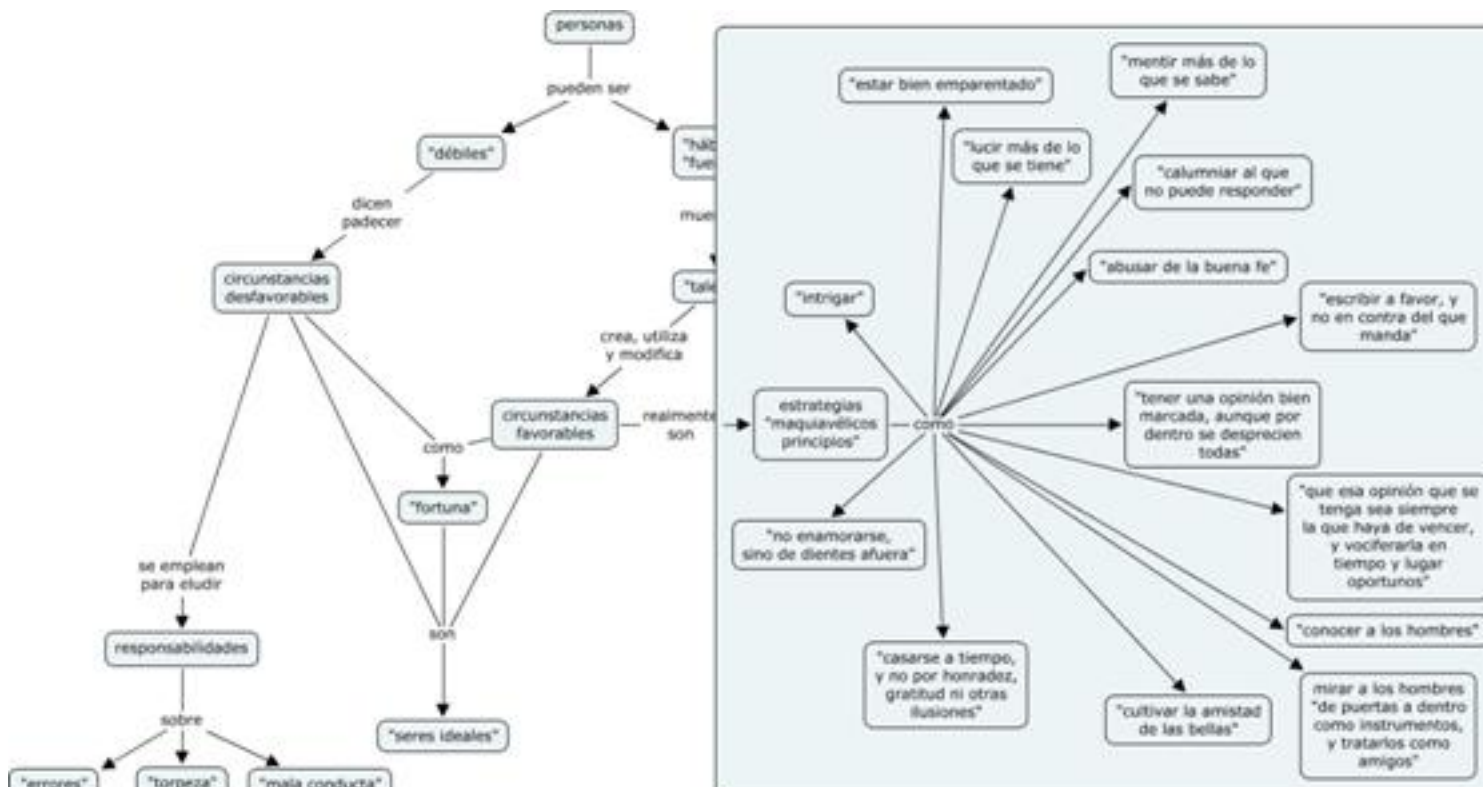 personas
pueden ser
"débiles"
dicen
padecer
circunstancias
desfavorables
crea, utiliza
y modifica
circunstancias
favorables
como
"fortuna"
realmente
son
se emplean
para eludir
responsabilidades
sobre
"errores"
"torpeza"
"mala conducta"
son
"seres ideales"
estrategias
"maquiavélicos
principios"
como
"estar bien emparentado"
"mentir más de lo
que se sabe"
"lucir más de lo
que se tiene"
"calumniar al que
no puede responder"
"abusar de la buena fe"
"intrigar"
"escribir a favor, y
no en contra del que
manda"
"tener una opinión bien
marcada, aunque por
dentro se desprecien
todas"
"que esa opinión que se
tenga sea siempre
la que haya de vencer,
y vociferarla en
tiempo y lugar
oportunos"
"no enamorarse,
sino de dientes afuera"
"conocer a los hombres"
"casarse a tiempo,
y no por honradez,
gratitud ni otras
ilusiones"
"cultivar la amistad
de las bellas"
mirar a los hombres
"de puertas a dentro
como instrumentos,
y tratarlos como
amigos"